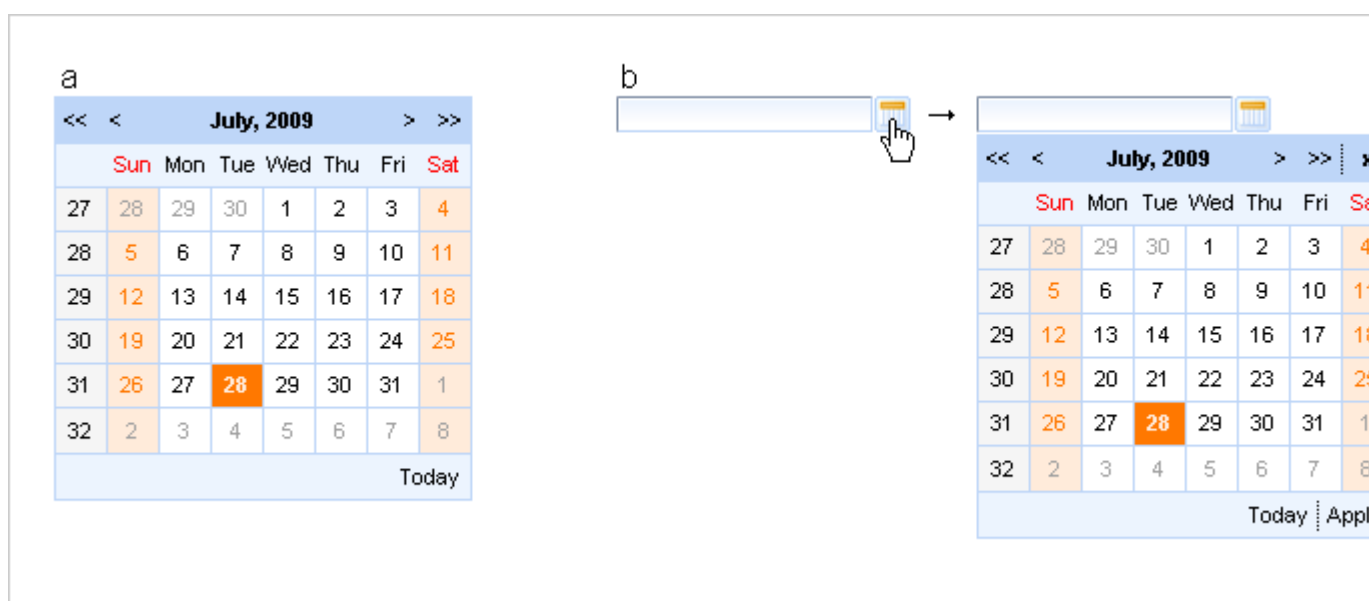 a
<< < July, 2009 > >>
Sun Mon Tue Wed Thu Fri Sat
27 28 29 30 1 2 3 4
28 5 6 7 8 9 10 11
29 12 13 14 15 16 17 18
30 19 20 21 22 23 24 25
31 26 27 28 29 30 31 1
32 2 3 4 5 6 7 8
Today
b
→
<< < July, 2009 > >>
Sun Mon Tue Wed Thu Fri
27 28 29 30 1 2 3 4
28 5 6 7 8 9 10
29 12 13 14 15 16 17
30 19 20 21 22 23 24
31 26 27 28 29 30 31 1
32 2 3 4 5 6 7 8
Today